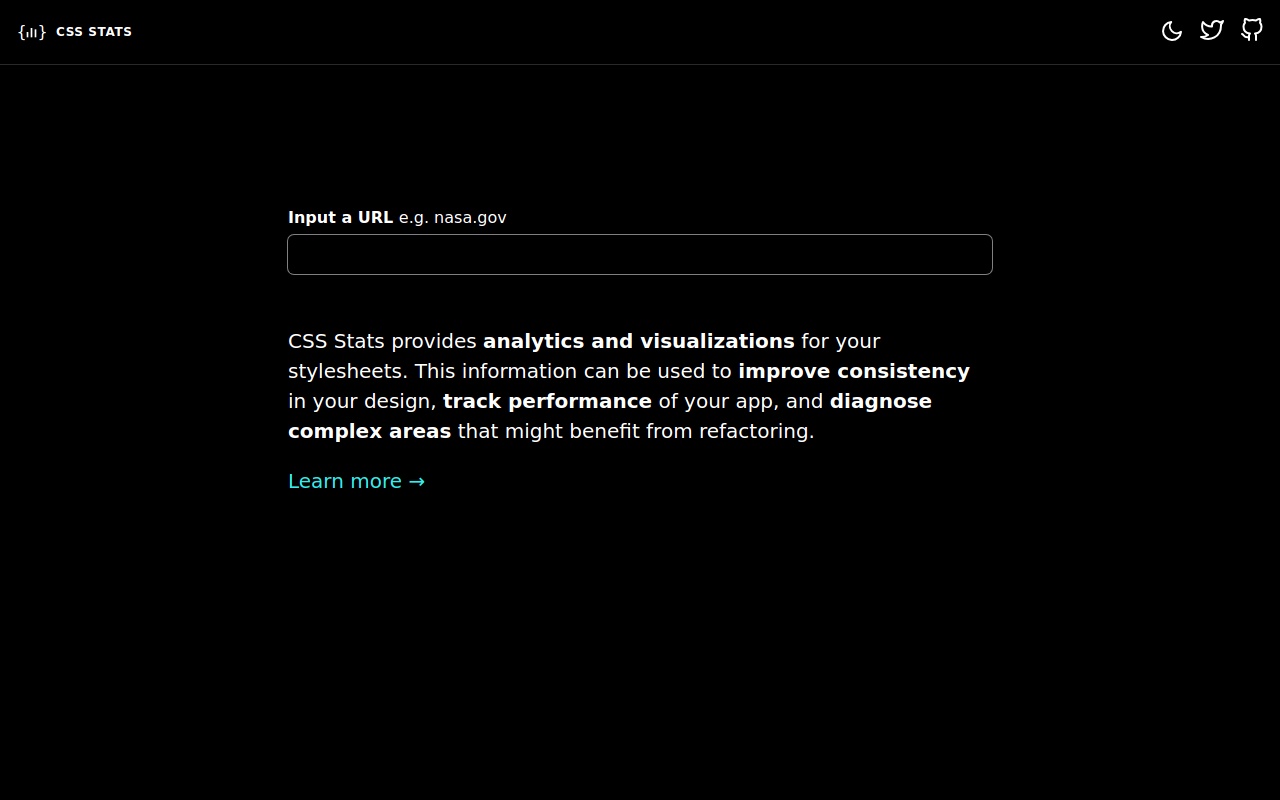 CSS STATS
Input a URL e.g. nasa.gov
CSS Stats provides analytics and visualizations for your
stylesheets. This information can be used to improve consistency
in your design, track performance of your app, and diagnose
complex areas that might benefit from refactoring.
Learn more →